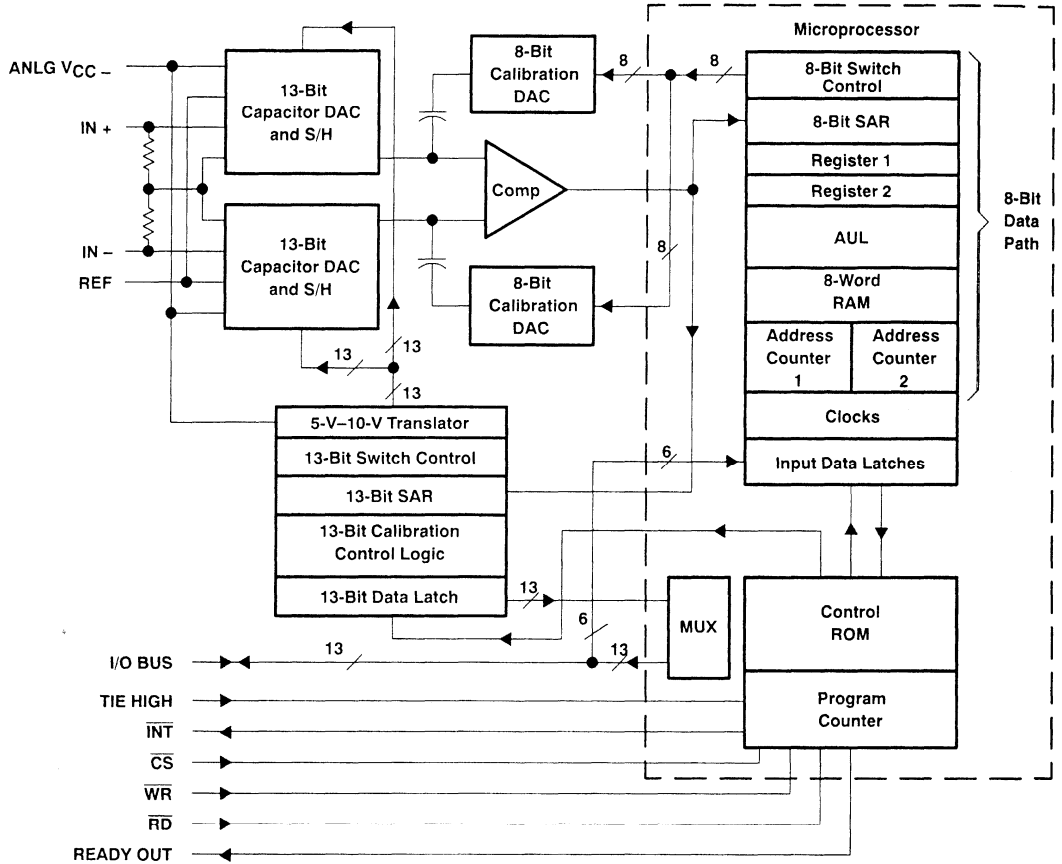 Microprocessor
ANLG VCC –
IN +
IN –
REF
13-Bit
Capacitor DAC
and S/H
13-Bit
Capacitor DAC
and S/H
8-Bit
Calibration
DAC
8-Bit
Calibration
DAC
Comp
8
8
8
8-Bit Switch
Control
8-Bit SAR
Register 1
Register 2
AUL
8-Word
RAM
Address
Counter
1
Address
Counter
2
Clocks
Input Data Latches
8-Bit
Data
Path
13
13
13
5-V–10-V Translator
13-Bit Switch Control
13-Bit SAR
13-Bit Calibration
Control Logic
13-Bit Data Latch
6
13
6
13
13
MUX
Control
ROM
Program
Counter
I/O BUS
TIE HIGH
INT
CS
WR
RD
READY OUT